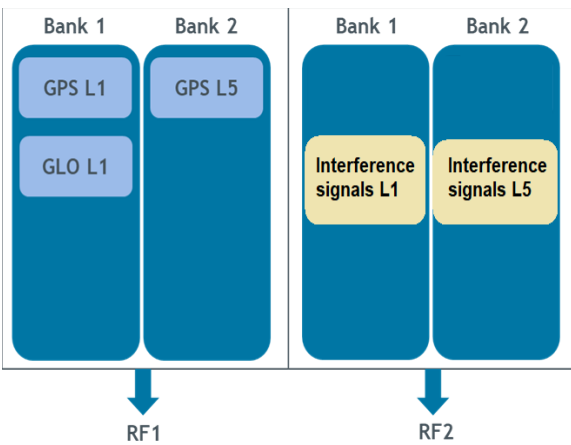 Bank 1
Bank 2
Bank 1
Bank 2
GPS L1
GPS L5
GLO L1
Interference
signals L1
Interference
signals L5
RF1
RF2